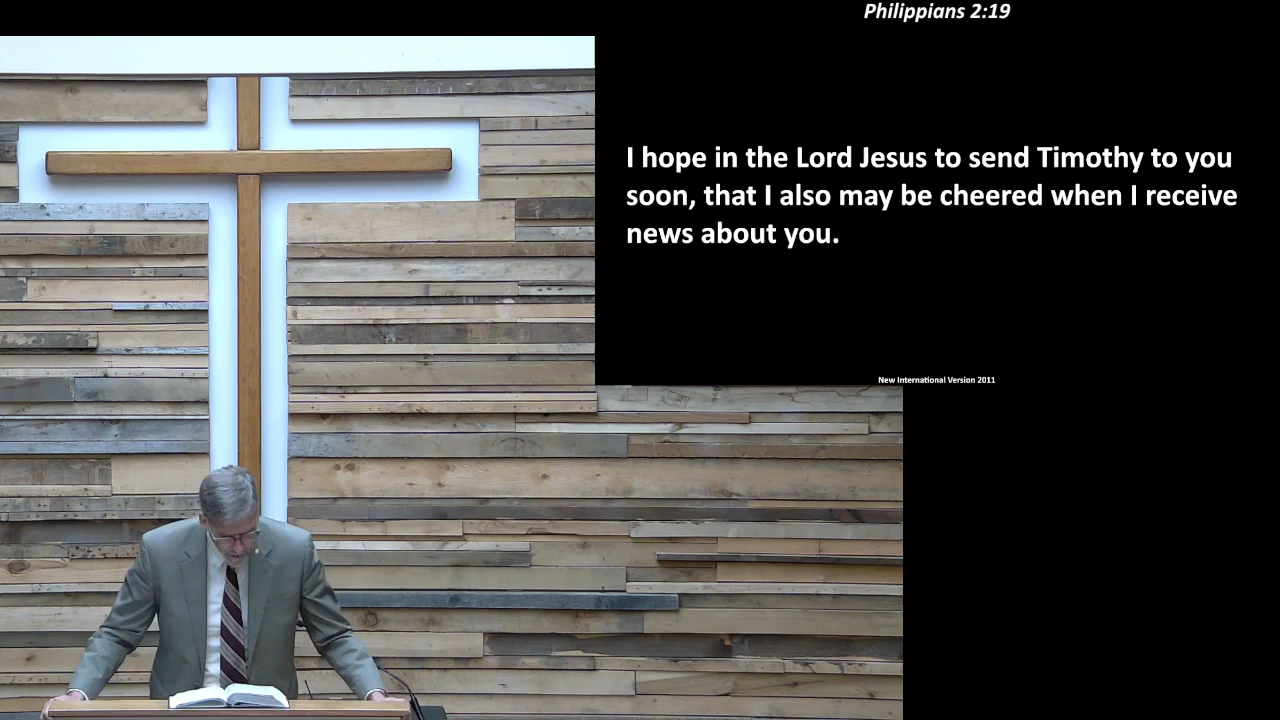 Philippians 2:19
I hope in the Lord Jesus to send Timothy to you
soon, that I also may be cheered when I receive
news about you.
New International Version 2011